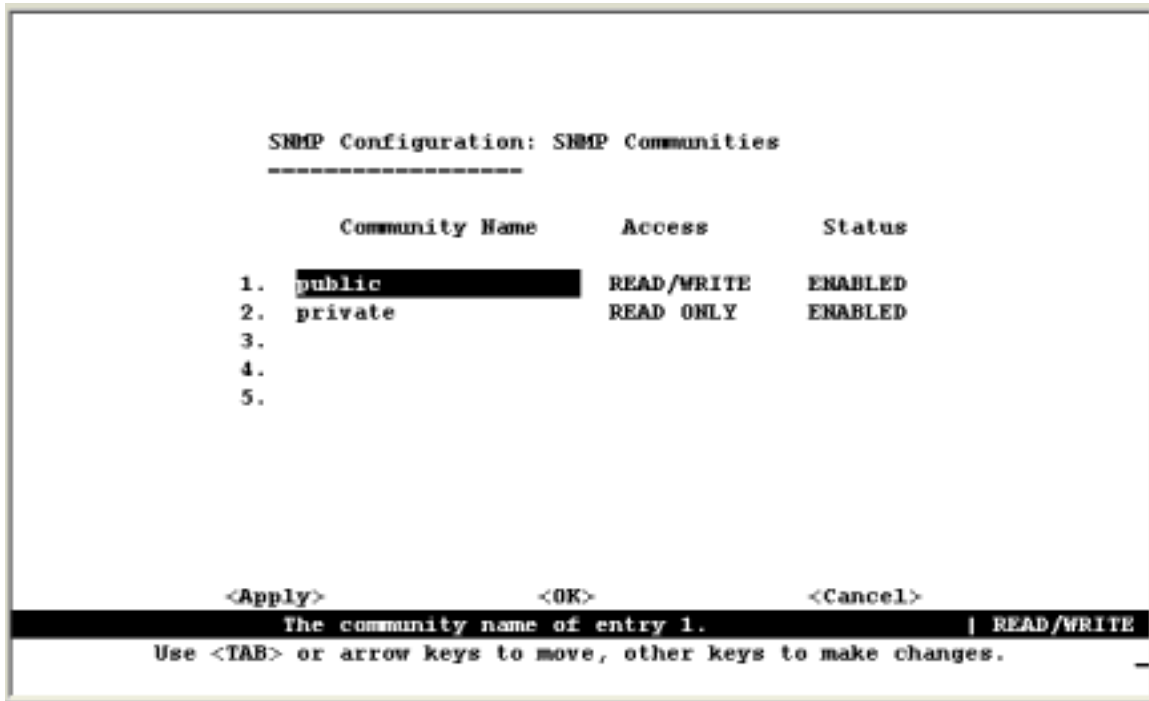 SNMP Configuration: SNMP Communities
-------------------
Community Name Access Status
1. public READ/WRITE ENABLED
2. private READ ONLY ENABLED
3.
4.
5.
<Apply> <OK> <Cancel>
The community name of entry 1. | READ/WRITE
Use <TAB> or arrow keys to move, other keys to make changes. _